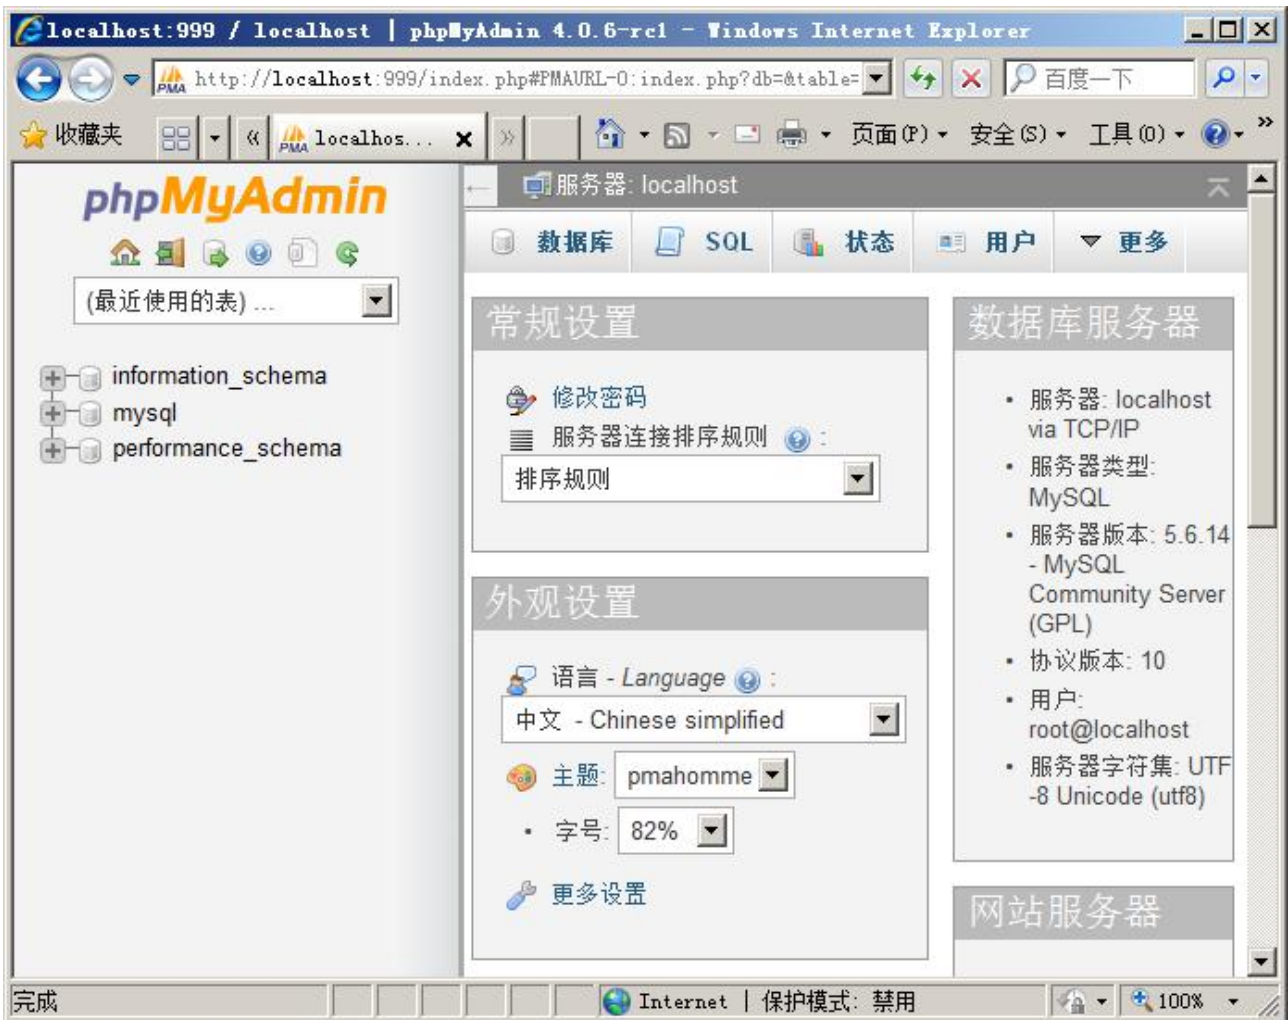 localhost:999 / localhost | phpMyAdmin 4.0.6-rc1 - Windows Internet Explorer
http://localhost:999/index.php#PMAURL-0:index.php?db=&table=
百度一下
收藏夹
localhos...
页面(P)
安全(S)
工具(O)
phpMyAdmin
(最近使用的表) ...
information_schema
mysql
performance_schema
服务器: localhost
数据库
SQL
状态
用户
更多
常规设置
修改密码
服务器连接排序规则 :
排序规则
外观设置
语言 - Language :
中文 - Chinese simplified
主题: pmahomme
• 字号: 82%
更多设置
数据库服务器
• 服务器: localhost
via TCP/IP
• 服务器类型:
MySQL
• 服务器版本: 5.6.14
- MySQL
Community Server
(GPL)
• 协议版本: 10
• 用户:
root@localhost
• 服务器字符集: UTF
-8 Unicode (utf8)
网站服务器
完成
Internet | 保护模式: 禁用
100%